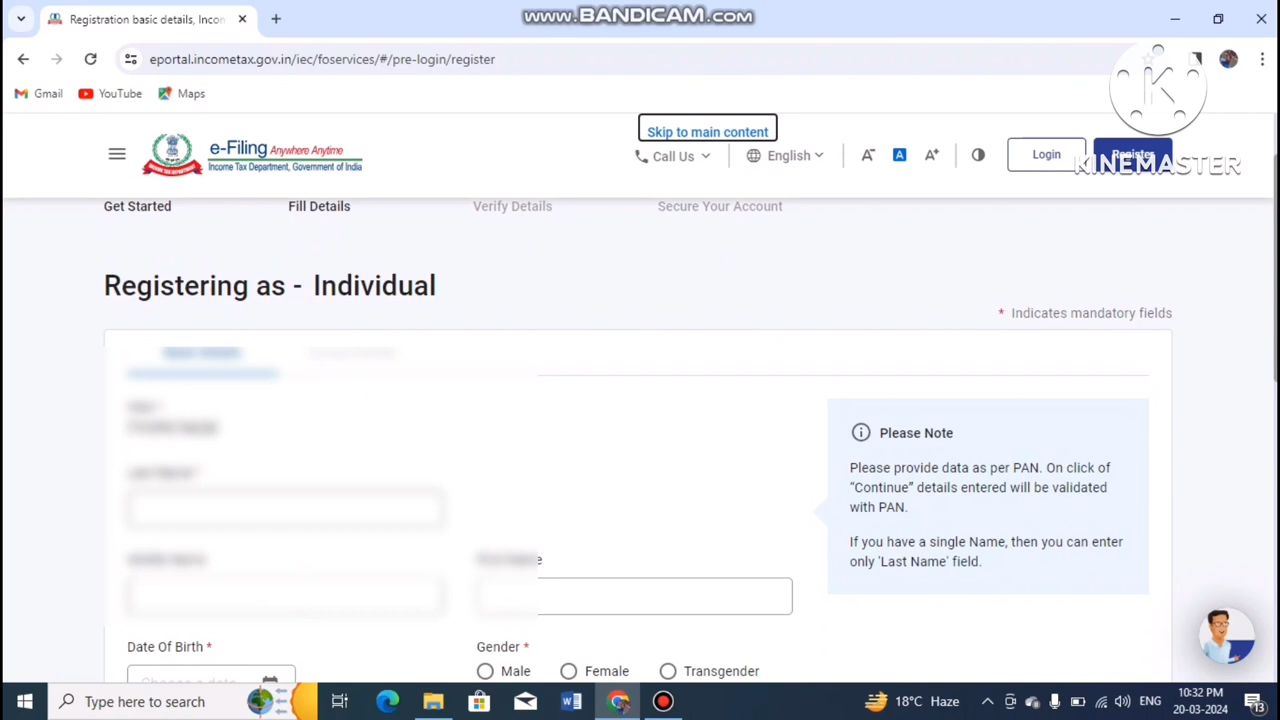 Registration basic details, Incon
www.BANDICAM.com
eportal.incometax.gov.in/iec/foservices/#/pre-login/register
Gmail YouTube Maps
Skip to main content
e-Filing Anywhere Anytime
Income Tax Department, Government of India
Call Us English A- A A+ Login Register
KINEMASTER
Get Started Fill Details Verify Details Secure Your Account
Registering as - Individual
* Indicates mandatory fields
Please Note
Please provide data as per PAN. On click of
“Continue” details entered will be validated
with PAN.
If you have a single Name, then you can enter
only 'Last Name' field.
Date Of Birth *
Gender *
Male Female Transgender
Type here to search
18°C Haze
ENG
10:32 PM
20-03-2024
13